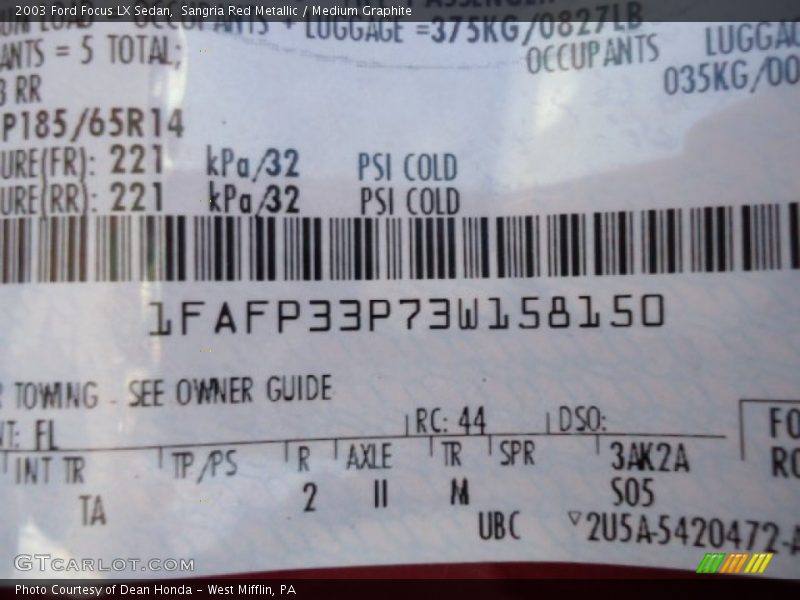 2003 Ford Focus LX Sedan, Sangria Red Metallic / Medium Graphite
OCCUPANTS + LUGGAGE =375KG/0827LB
ANTS = 5 TOTAL; OCCUPANTS LUGGAG
3 RR 035KG/00
P185/65R14
URE(FR): 221 kPa/32 PSI COLD
URE(RR): 221 kPa/32 PSI COLD
1FAFP33P73W158150
R TOWING - SEE OWNER GUIDE
NT: FL RC: 44 DSO: FO
INT TR TP/PS R AXLE TR SPR 3AK2A RO
TA 2 II M S05
UBC ▽2U5A-5420472-A
GTCARLOT.COM
Photo Courtesy of Dean Honda - West Mifflin, PA